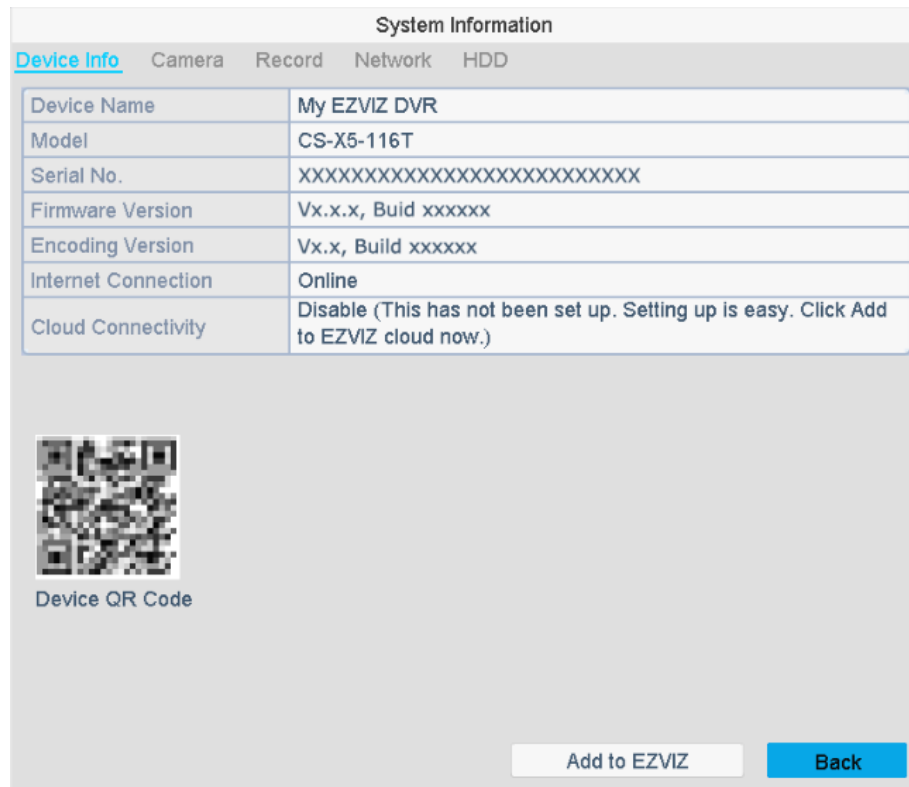 System Information
Device Info Camera Record Network HDD
Device Name My EZVIZ DVR
Model CS-X5-116T
Serial No. XXXXXXXXXXXXXXXXXXXXXXXXXX
Firmware Version Vx.x.x, Buid xxxxxx
Encoding Version Vx.x, Build xxxxxx
Internet Connection Online
Cloud Connectivity Disable (This has not been set up. Setting up is easy. Click Add
to EZVIZ cloud now.)
Device QR Code
Add to EZVIZ Back